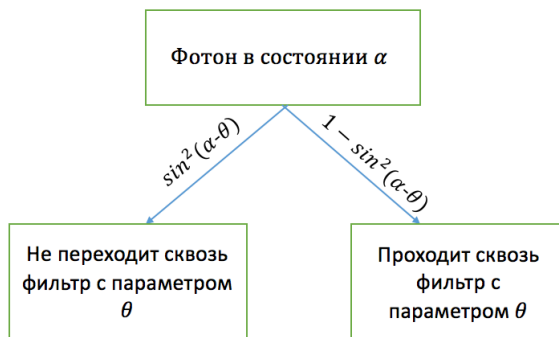 Фотон в состоянии α
sin²(α-θ)
1 − sin²(α-θ)
Не переходит сквозь
фильтр с параметром
θ
Проходит сквозь
фильтр с
параметром θ